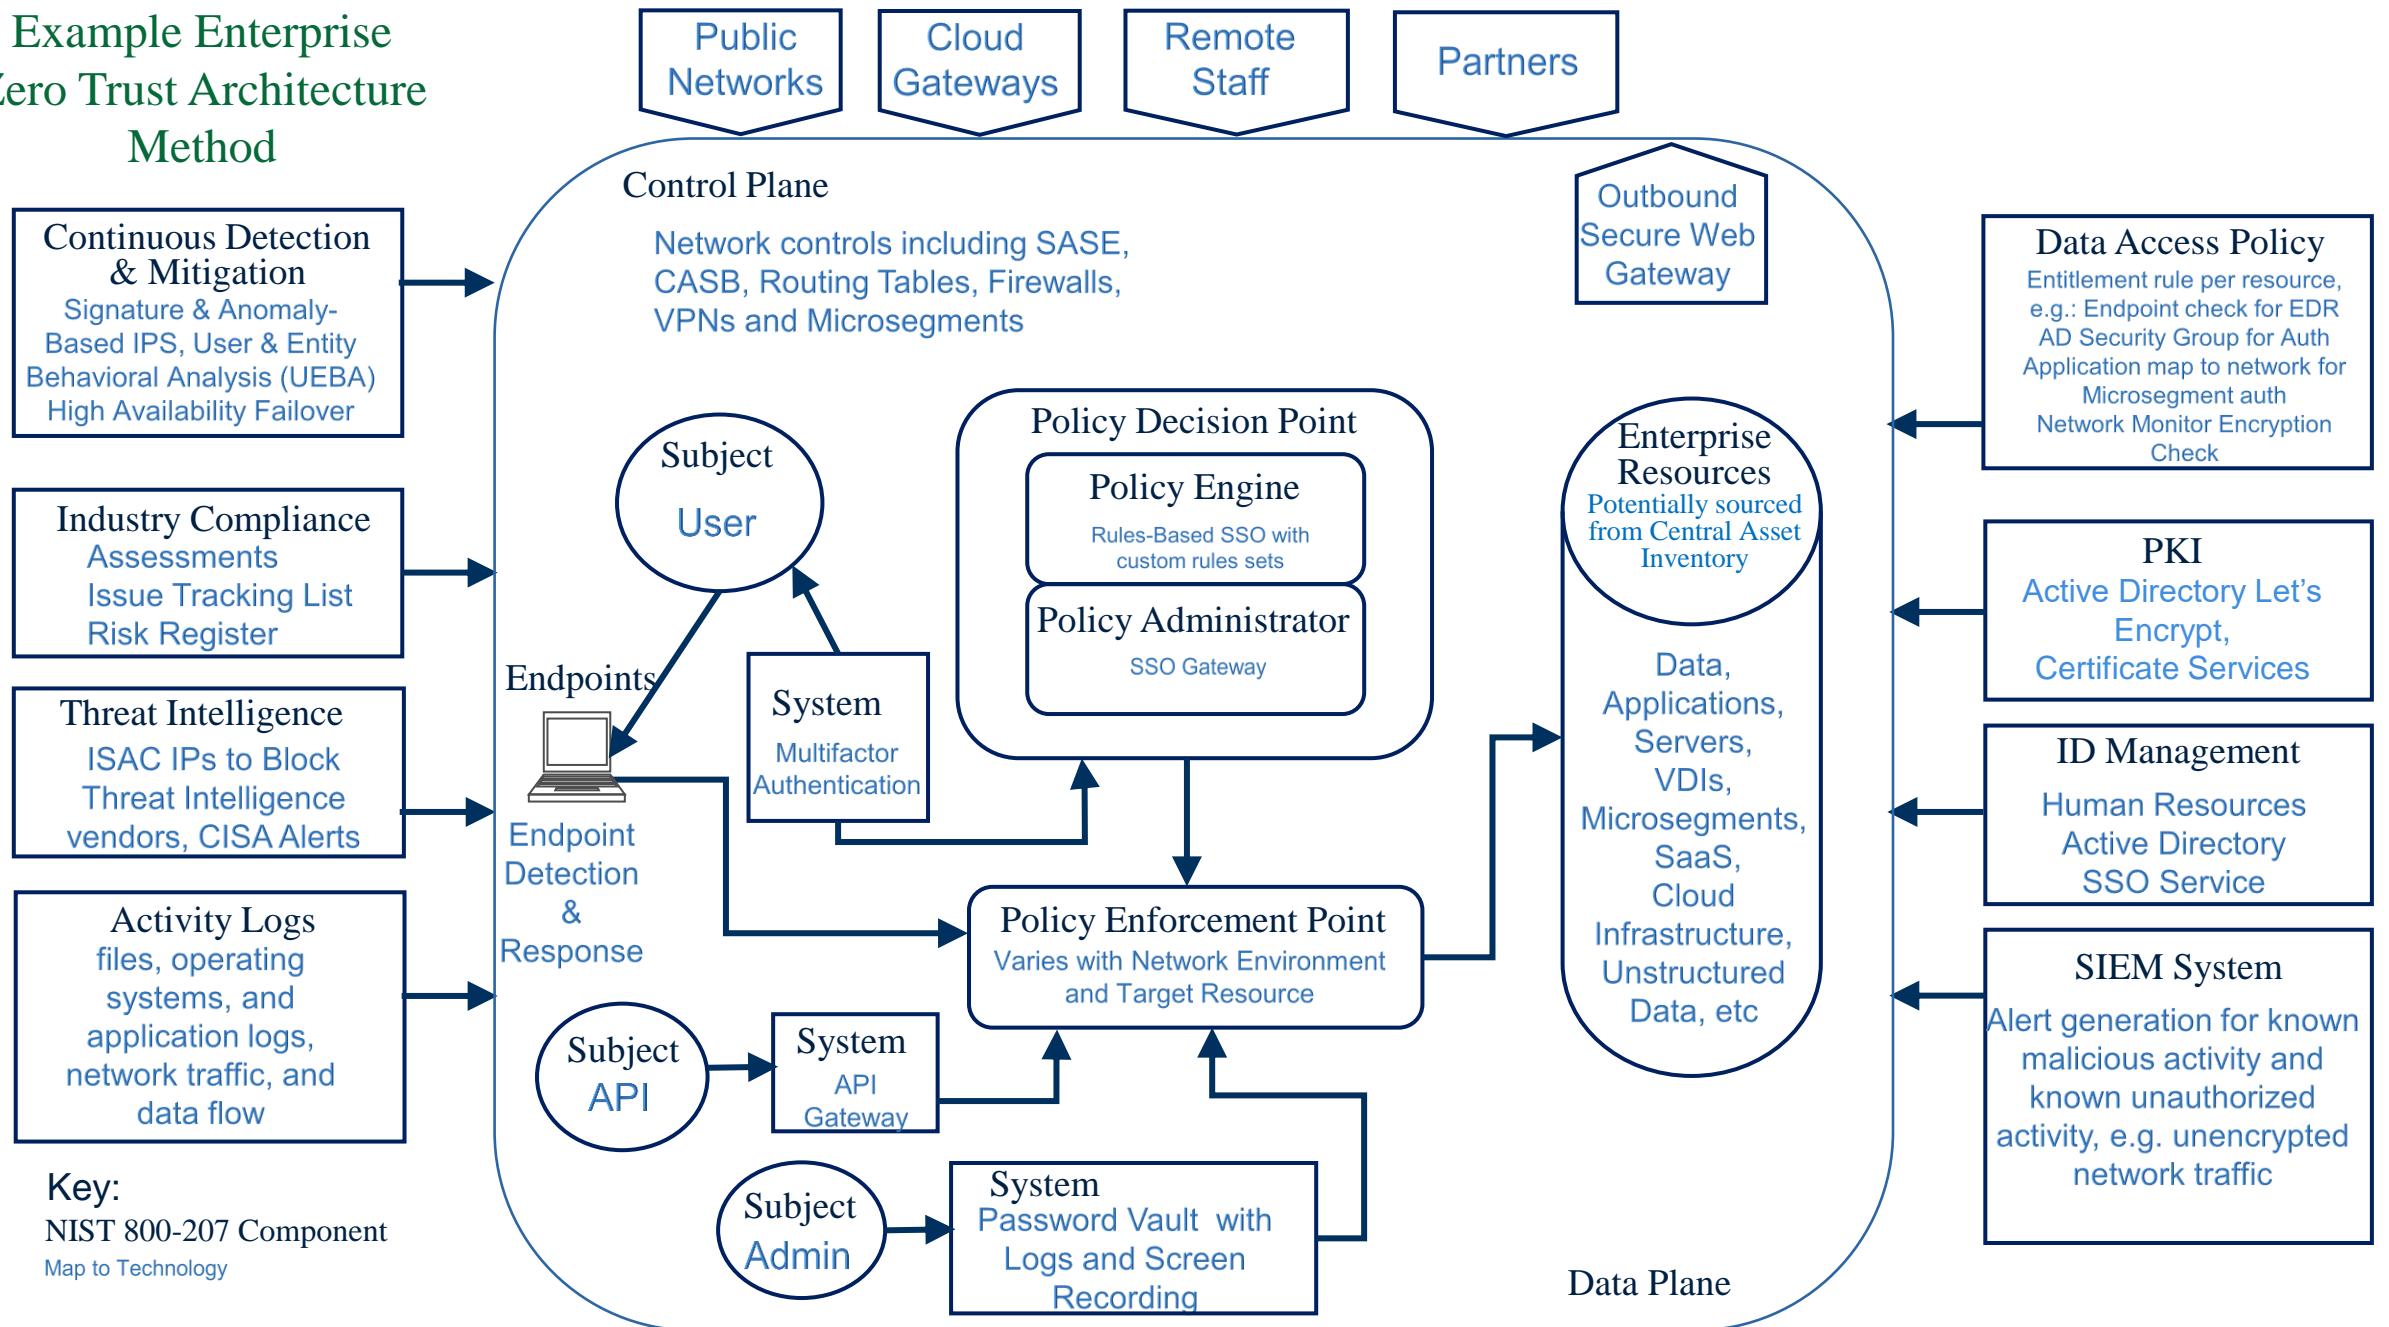 Example Enterprise
Zero Trust Architecture
Method
Public
Networks
Cloud
Gateways
Remote
Staff
Partners
Control Plane
Network controls including SASE,
CASB, Routing Tables, Firewalls,
VPNs and Microsegments
Outbound
Secure Web
Gateway
Continuous Detection
& Mitigation
Signature & Anomaly-
Based IPS, User & Entity
Behavioral Analysis (UEBA)
High Availability Failover
Industry Compliance
Assessments
Issue Tracking List
Risk Register
Threat Intelligence
ISAC IPs to Block
Threat Intelligence
vendors, CISA Alerts
Activity Logs
files, operating
systems, and
application logs,
network traffic, and
data flow
Key:
NIST 800-207 Component
Map to Technology
Subject
User
Endpoints
Endpoint
Detection
&
Response
System
Multifactor
Authentication
Policy Decision Point
Policy Engine
Rules-Based SSO with
custom rules sets
Policy Administrator
SSO Gateway
Policy Enforcement Point
Varies with Network Environment
and Target Resource
Subject
API
System
API
Gateway
Subject
Admin
System
Password Vault with
Logs and Screen
Recording
Enterprise
Resources
Potentially sourced
from Central Asset
Inventory
Data,
Applications,
Servers,
VDIs,
Microsegments,
SaaS,
Cloud
Infrastructure,
Unstructured
Data, etc
Data Plane
Data Access Policy
Entitlement rule per resource,
e.g.: Endpoint check for EDR
AD Security Group for Auth
Application map to network for
Microsegment auth
Network Monitor Encryption
Check
PKI
Active Directory Let's
Encrypt,
Certificate Services
ID Management
Human Resources
Active Directory
SSO Service
SIEM System
Alert generation for known
malicious activity and
known unauthorized
activity, e.g. unencrypted
network traffic